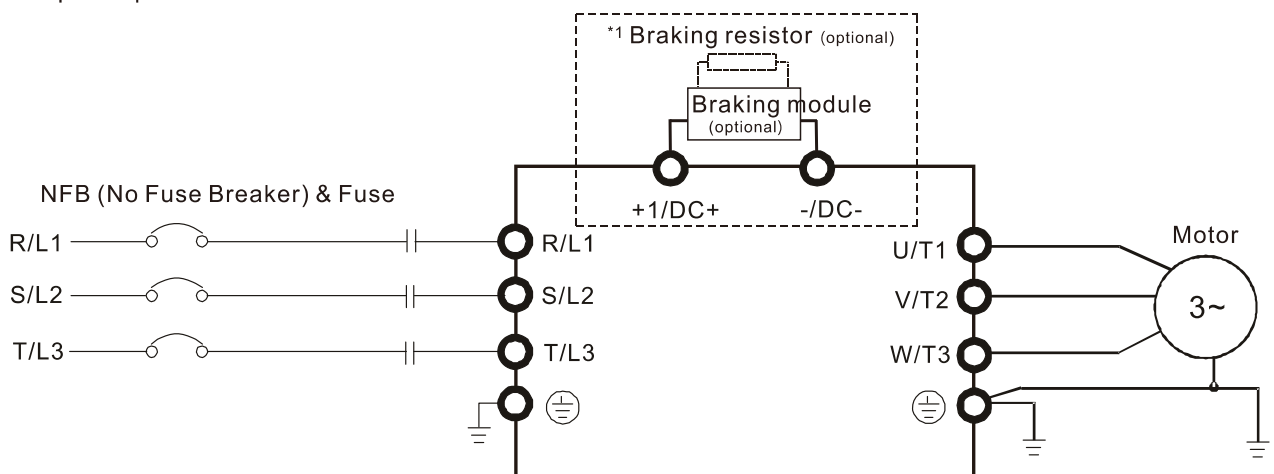 *1 Braking resistor (optional)
Braking module
(optional)
+1/DC+
-/DC-
NFB (No Fuse Breaker) & Fuse
R/L1
R/L1
S/L2
S/L2
T/L3
T/L3
U/T1
V/T2
W/T3
Motor
3~